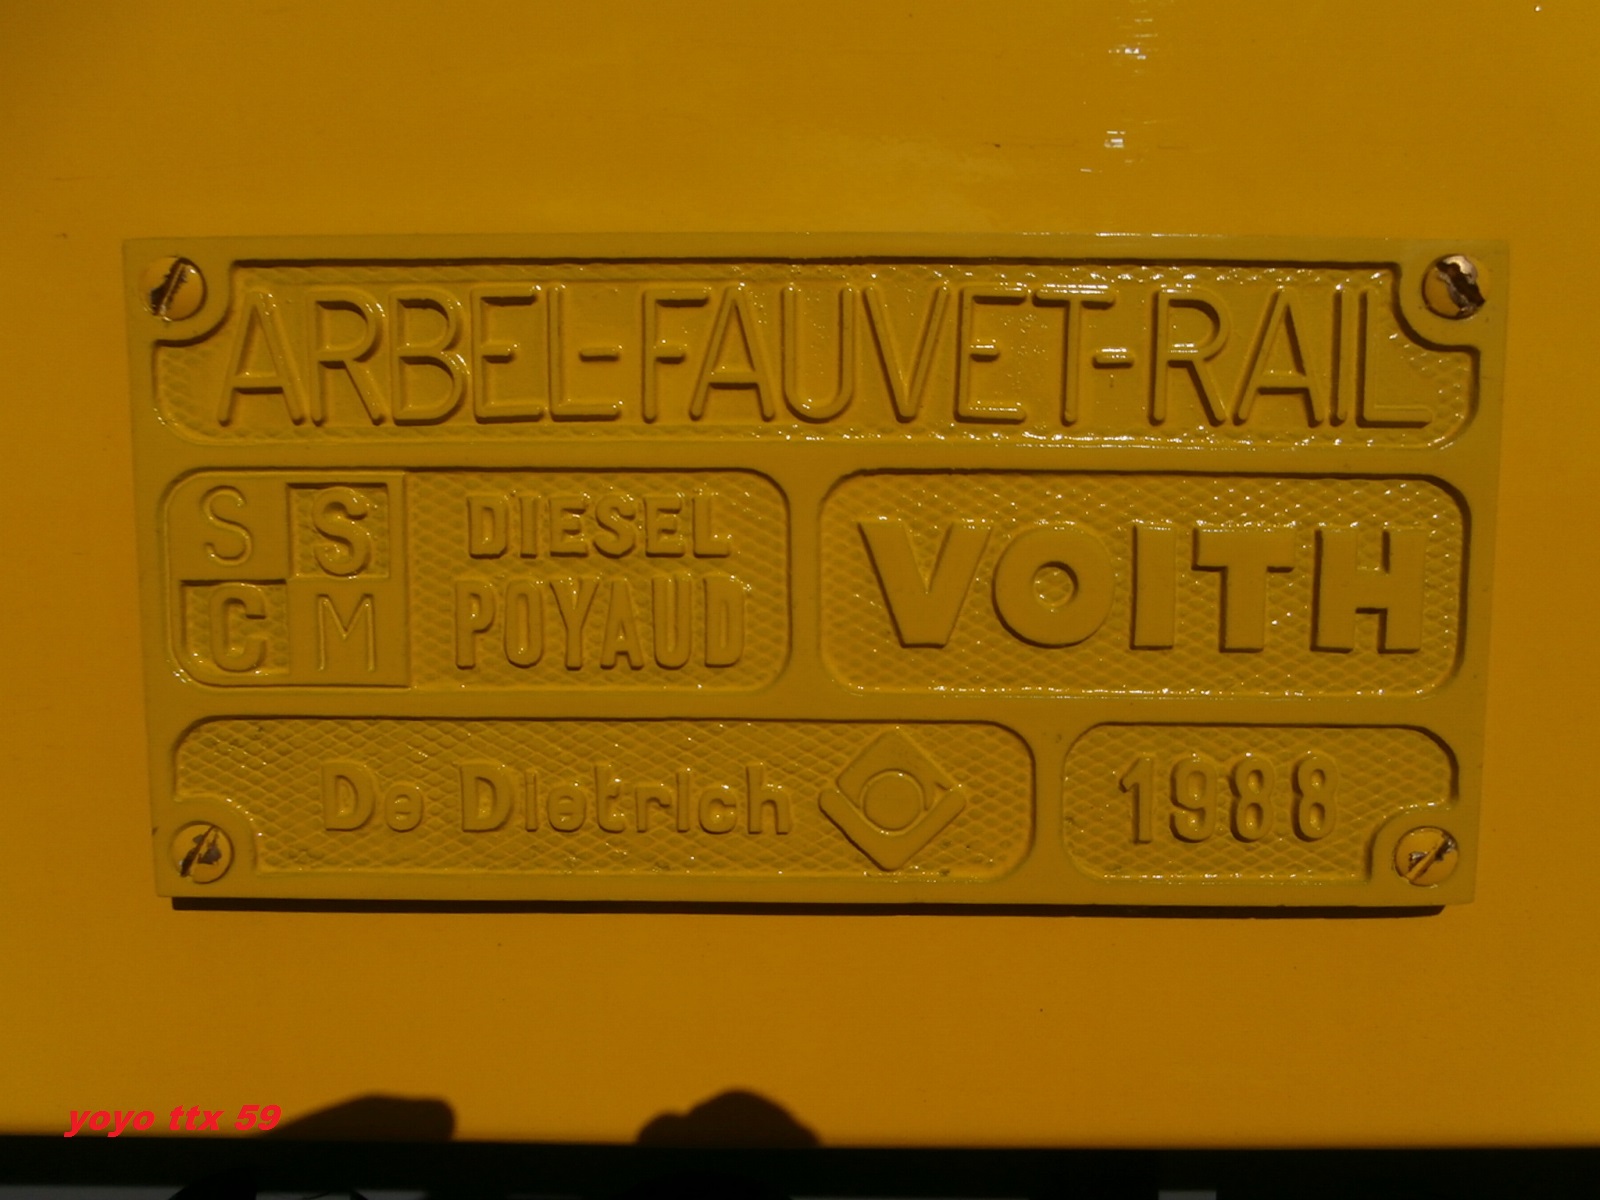 ARBEL-FAUVET-RAIL
S S
C M
DIESEL
POYAUD
VOITH
De Dietrich
1988
yoyo ttx 59